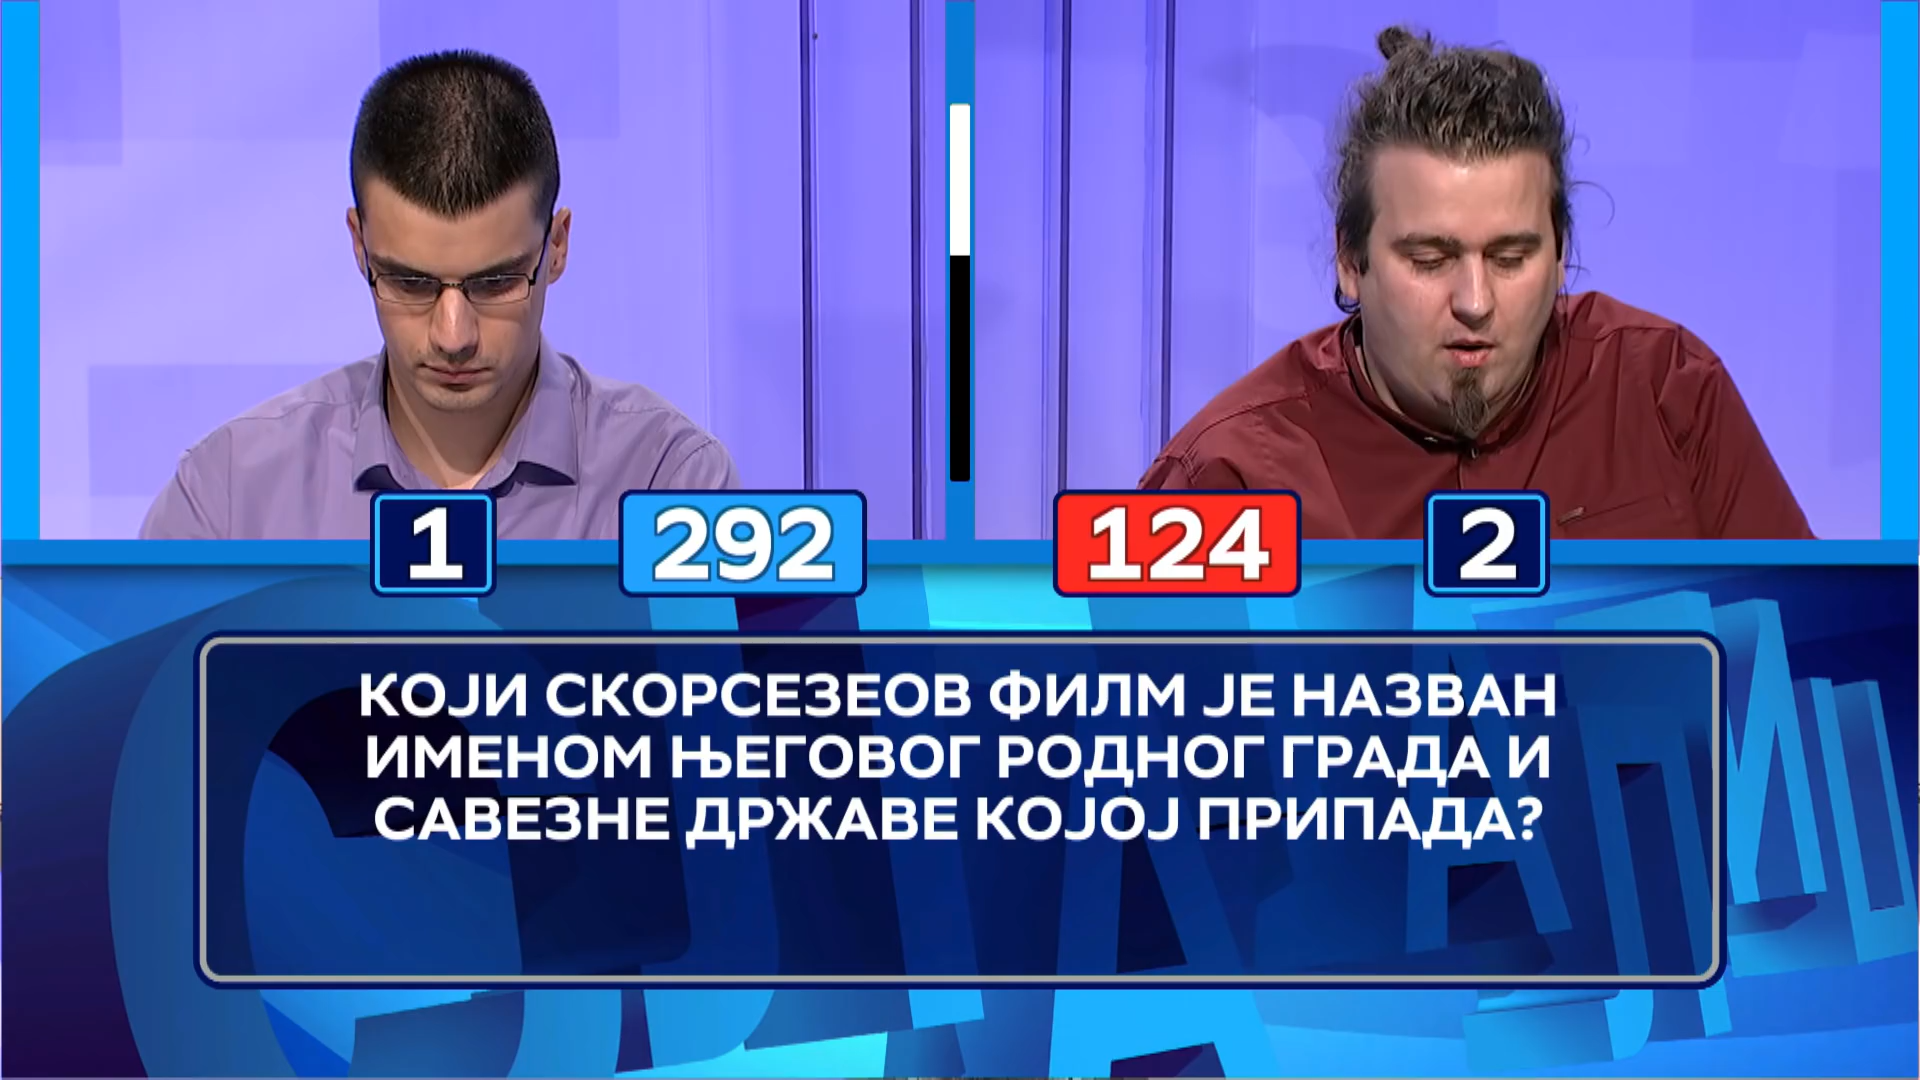 1 292 124 2
КОЈИ СКОРСЕЗЕОВ ФИЛМ ЈЕ НАЗВАН
ИМЕНОМ ЊЕГОВОГ РОДНОГ ГРАДА И
САВЕЗНЕ ДРЖАВЕ КОЈОЈ ПРИПАДА?